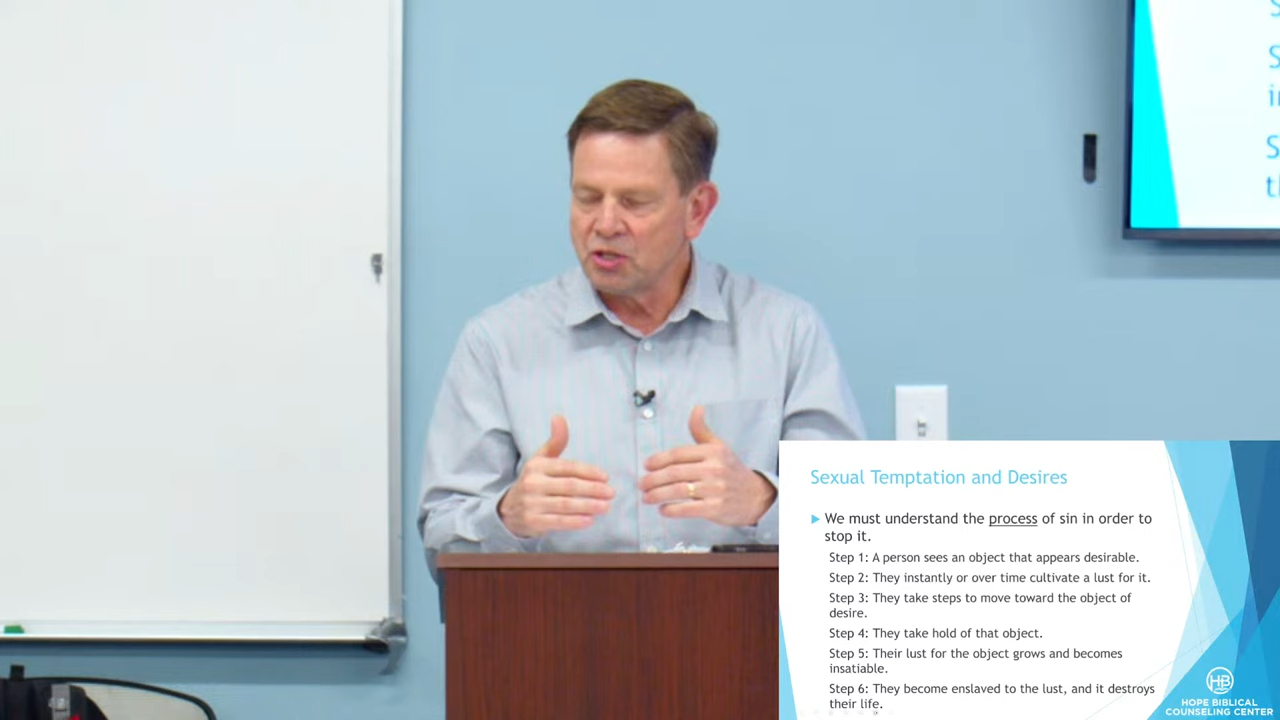 S
S
i
S
t
Sexual Temptation and Desires
We must understand the process of sin in order to
stop it.
Step 1: A person sees an object that appears desirable.
Step 2: They instantly or over time cultivate a lust for it.
Step 3: They take steps to move toward the object of
desire.
Step 4: They take hold of that object.
Step 5: Their lust for the object grows and becomes
insatiable.
Step 6: They become enslaved to the lust, and it destroys
their life.
HB
HOPE BIBLICAL
COUNSELING CENTER